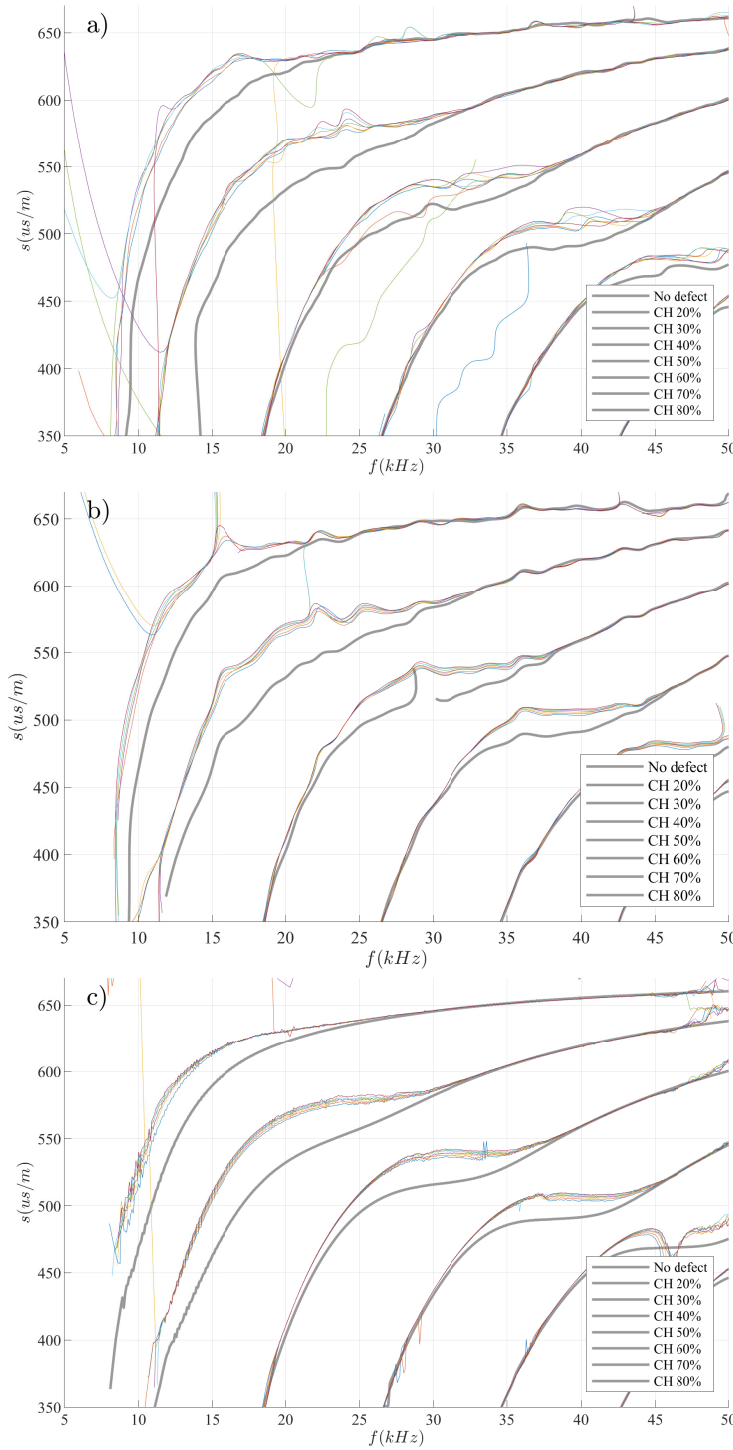 a)
650
600
550
500
450
400
350
s(us/m)
No defect
CH 20%
CH 30%
CH 40%
CH 50%
CH 60%
CH 70%
CH 80%
5 10 15 20 25 30 35 40 45 50
f(kHz)
b)
650
600
550
500
450
400
350
s(us/m)
No defect
CH 20%
CH 30%
CH 40%
CH 50%
CH 60%
CH 70%
CH 80%
5 10 15 20 25 30 35 40 45 50
f(kHz)
c)
650
600
550
500
450
400
350
s(us/m)
No defect
CH 20%
CH 30%
CH 40%
CH 50%
CH 60%
CH 70%
CH 80%
5 10 15 20 25 30 35 40 45 50
f(kHz)